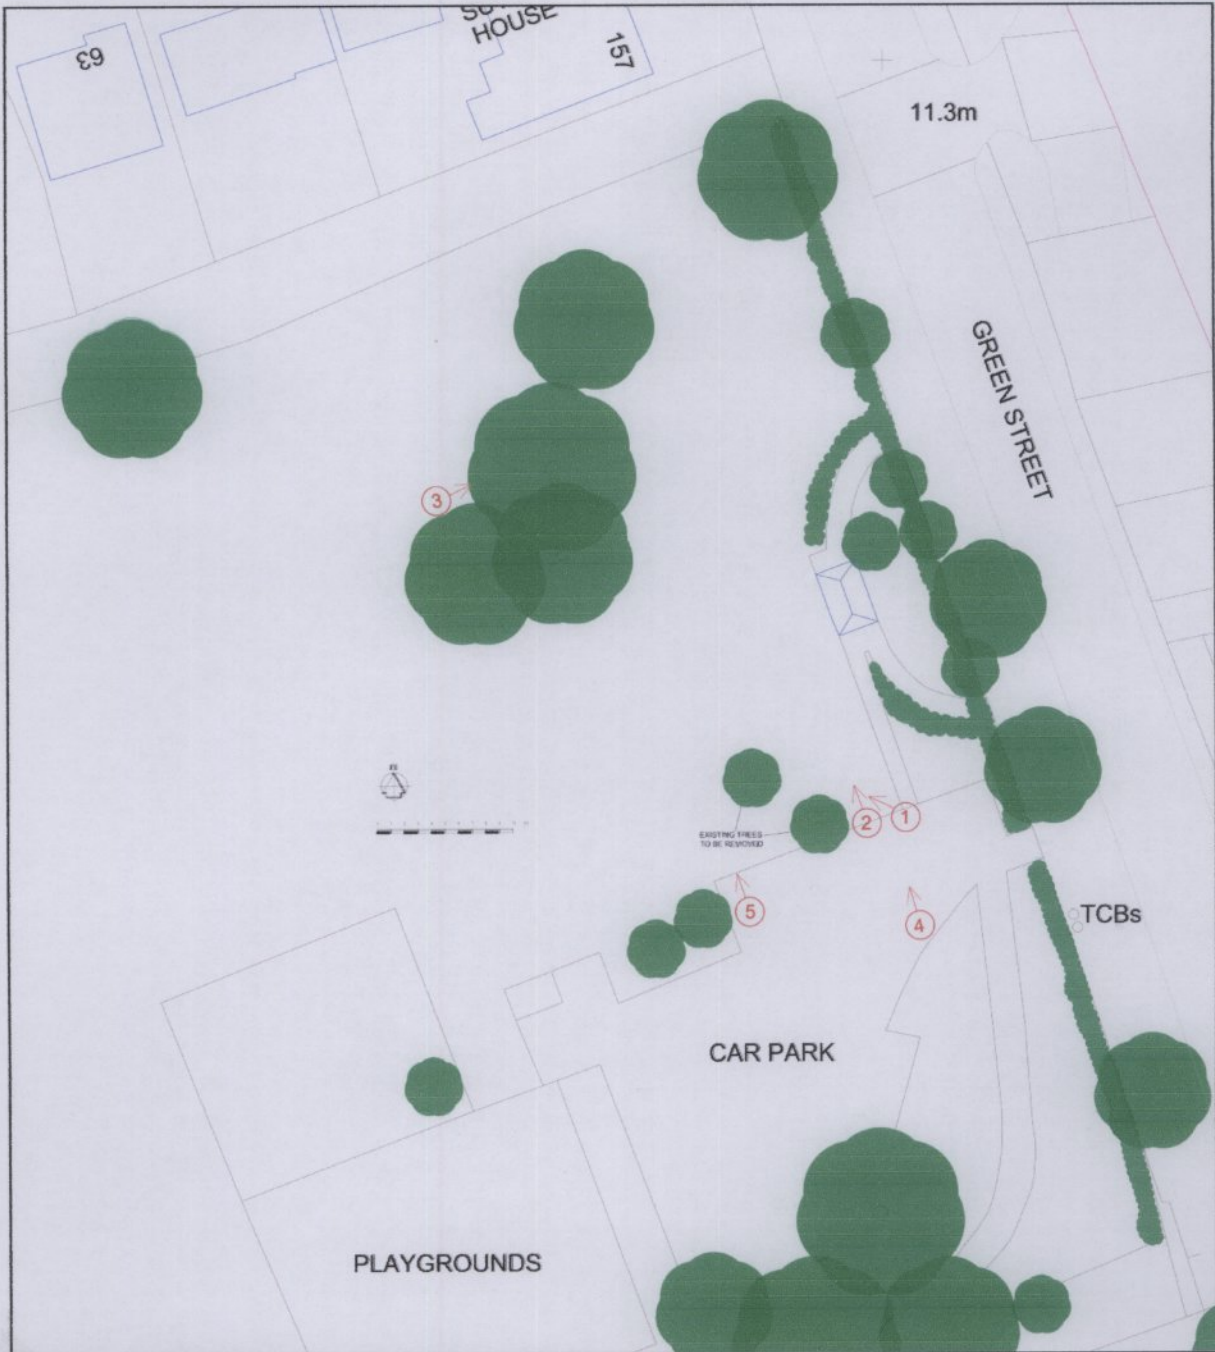 HOUSE
157
63
11.3m
GREEN STREET
3
EXISTING TREES
TO BE REMOVED
2
1
5
4
TCBs
CAR PARK
PLAYGROUNDS